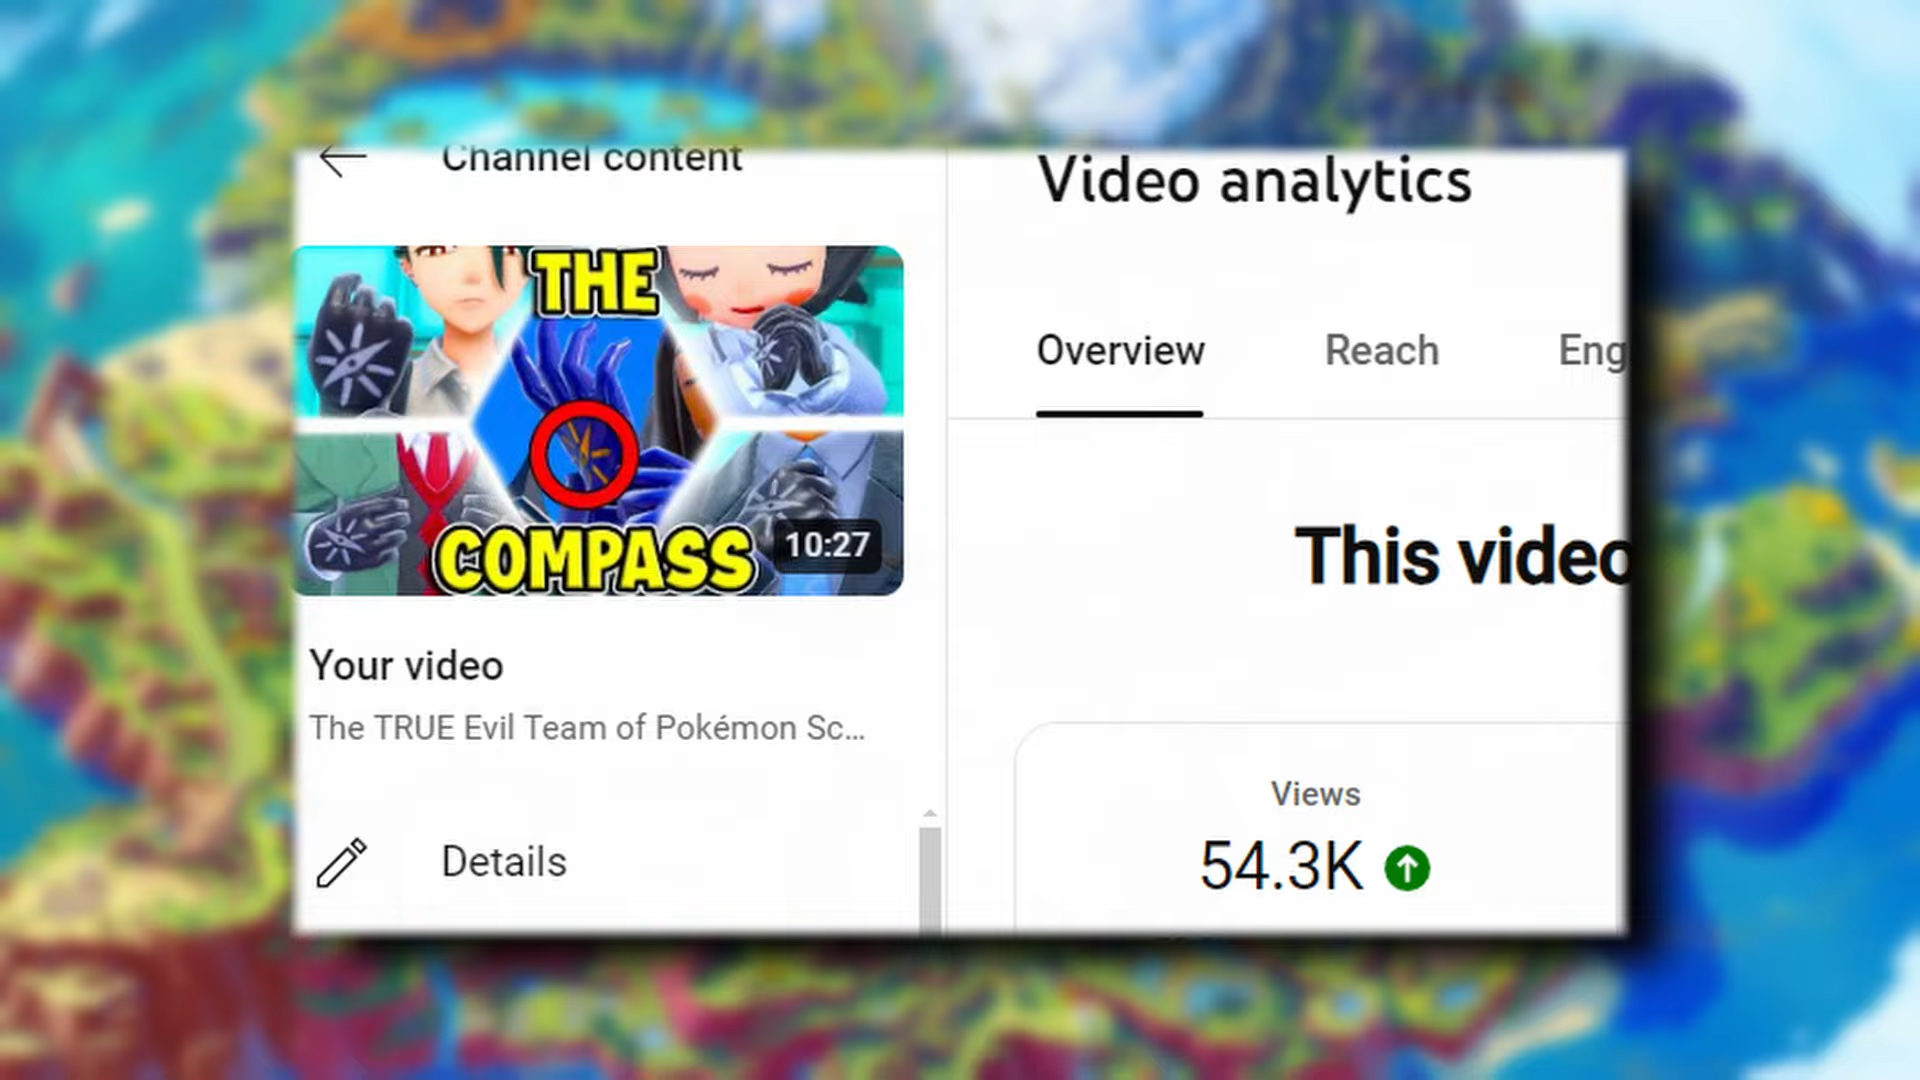 Channel content
THE
COMPASS
10:27
Your video
The TRUE Evil Team of Pokémon Sc...
Details
Video analytics
Overview
Reach
Eng
This video
Views
54.3K